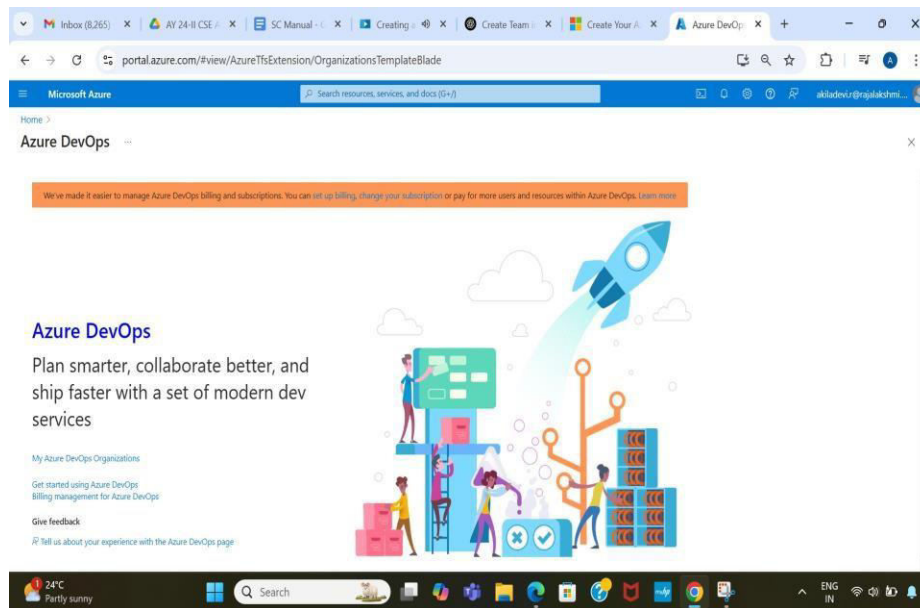 Inbox (8,265)
AY 24-II CSE
SC Manual -
Creating
Create Team
Create Your A
Azure DevOp
portal.azure.com/#view/AzureTfsExtension/OrganizationsTemplateBlade
Microsoft Azure
Search resources, services, and docs (G+/)
akiladevi.r@rajalakshmi....
Home >
Azure DevOps ...
We've made it easier to manage Azure DevOps billing and subscriptions. You can set up billing, change your subscription or pay for more users and resources within Azure DevOps. Learn more
Azure DevOps
Plan smarter, collaborate better, and
ship faster with a set of modern dev
services
My Azure DevOps Organizations
Get started using Azure DevOps
Billing management for Azure DevOps
Give feedback
Tell us about your experience with the Azure DevOps page
24°C
Partly sunny
Search
ENG
IN